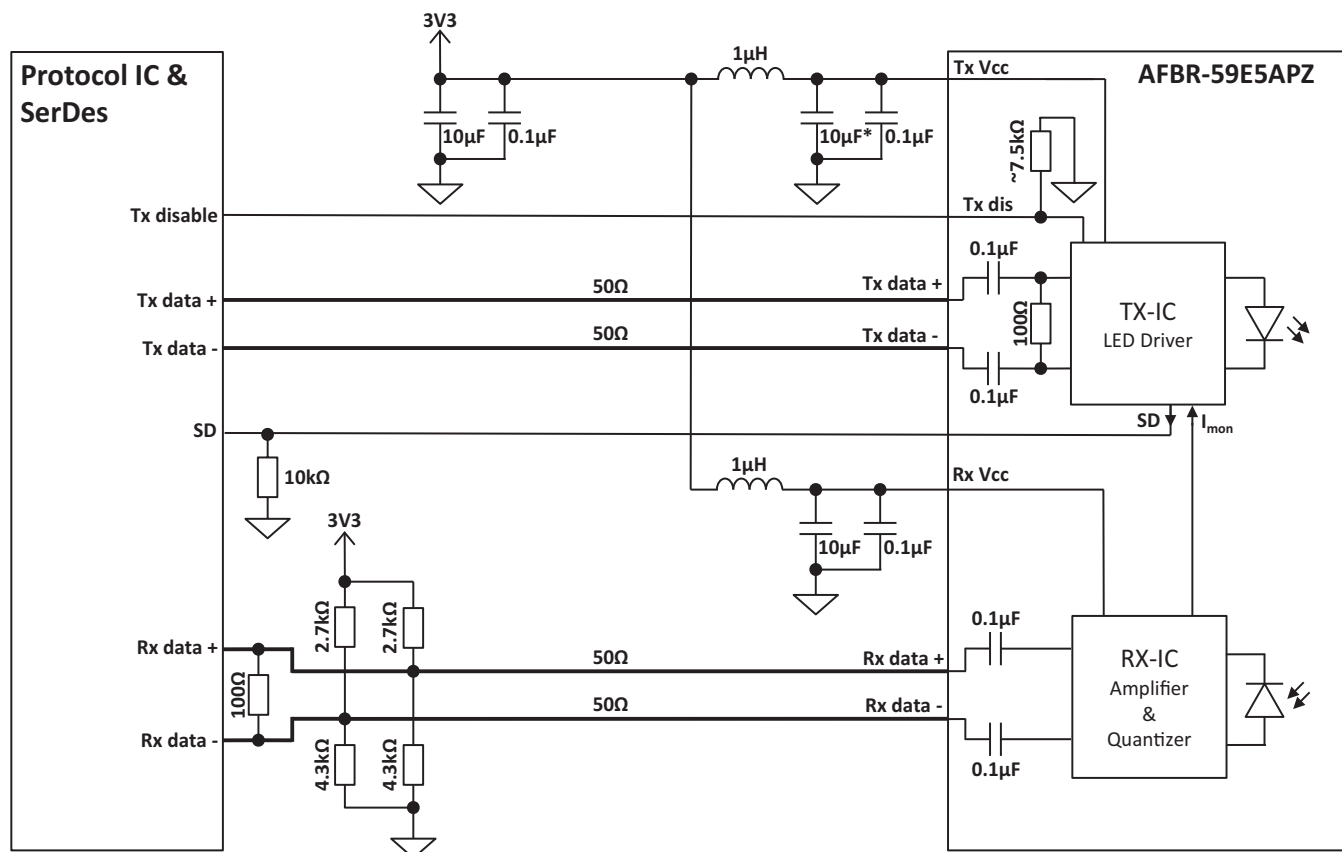 3V3
Protocol IC &
SerDes
1µH
Tx Vcc
AFBR-59E5APZ
10µF
0.1µF
10µF*
0.1µF
~7.5kΩ
Tx disable
Tx dis
0.1µF
Tx data +
50Ω
Tx data +
100Ω
TX-IC
LED Driver
Tx data -
50Ω
Tx data -
0.1µF
SD
SD
Imon
10kΩ
1µH
Rx Vcc
3V3
10µF
0.1µF
2.7kΩ
2.7kΩ
0.1µF
Rx data +
50Ω
Rx data +
100Ω
RX-IC
Amplifier
&
Quantizer
Rx data -
50Ω
Rx data -
4.3kΩ
4.3kΩ
0.1µF